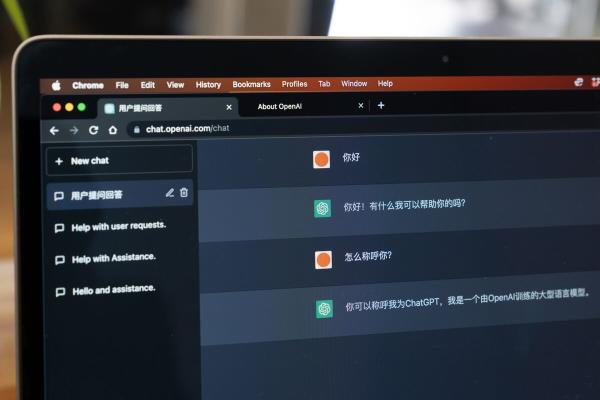 Chrome File Edit View History Bookmarks Profiles Tab Window Help
用户提问回答 × About OpenAI × +
chat.openai.com/chat
+ New chat
用户提问回答
Help with user requests.
Help with Assistance.
Hello and assistance.
你好
你好！有什么我可以帮助你的吗？
怎么称呼你？
你可以称呼我为ChatGPT，我是一个由OpenAI训练的大型语言模型。